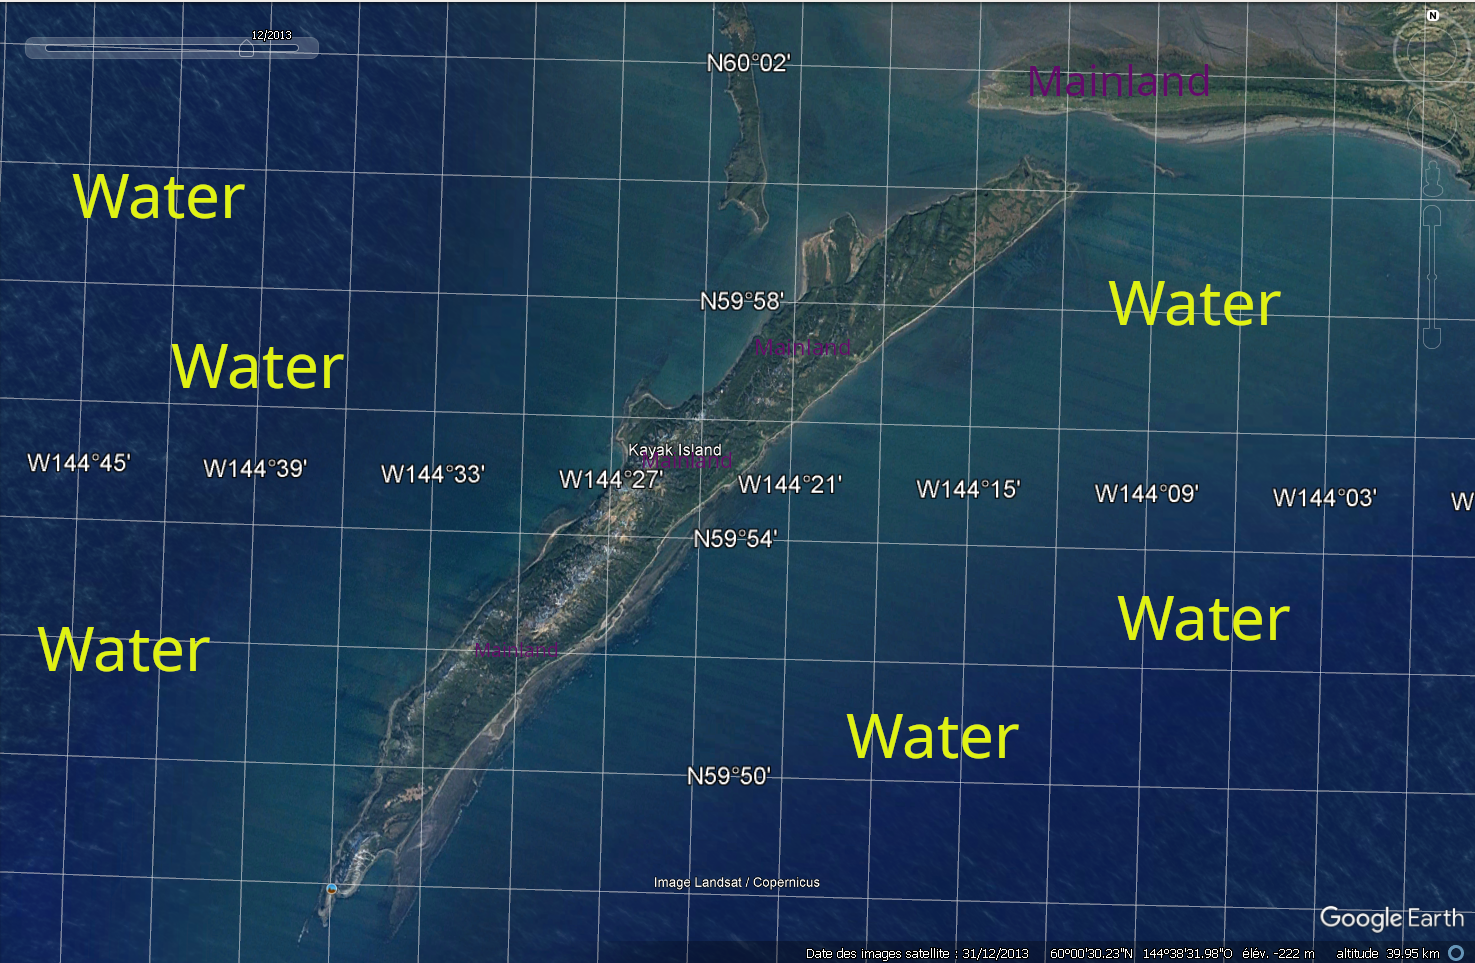 N
12/2013
N60°02'
Mainland
Water
Water
N59°58'
Mainland
Water
Kayak Island
Mainland
W144°45'
W144°39'
W144°33'
W144°27'
W144°21'
W144°15'
W144°09'
W144°03'
W
N59°54'
Water
Water
Mainland
Water
N59°50'
Image Landsat / Copernicus
Google Earth
Date des images satellite : 31/12/2013 60°00'30.23"N 144°38'31.98"O élév. -222 m altitude 39.95 km